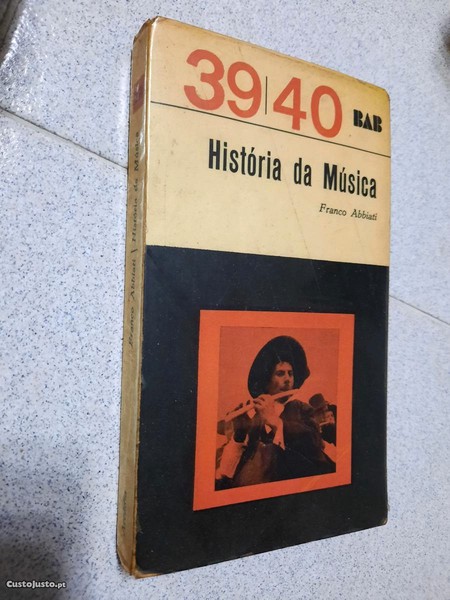 39|40 BAB
História da Música
Franco Abbiati
Franco Abbiati \ História da Música
CustoJusto.pt